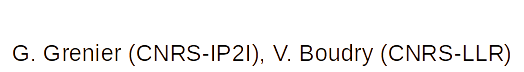 G. Grenier (CNRS-IP2I), V. Boudry (CNRS-LLR)